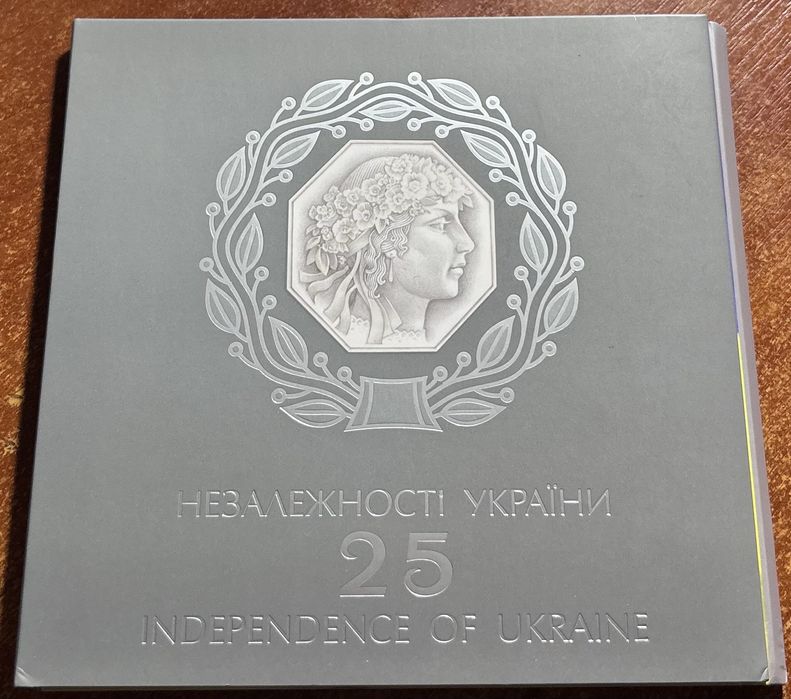 НЕЗАЛЕЖНОСТІ УКРАЇНИ
25
INDEPENDENCE OF UKRAINE